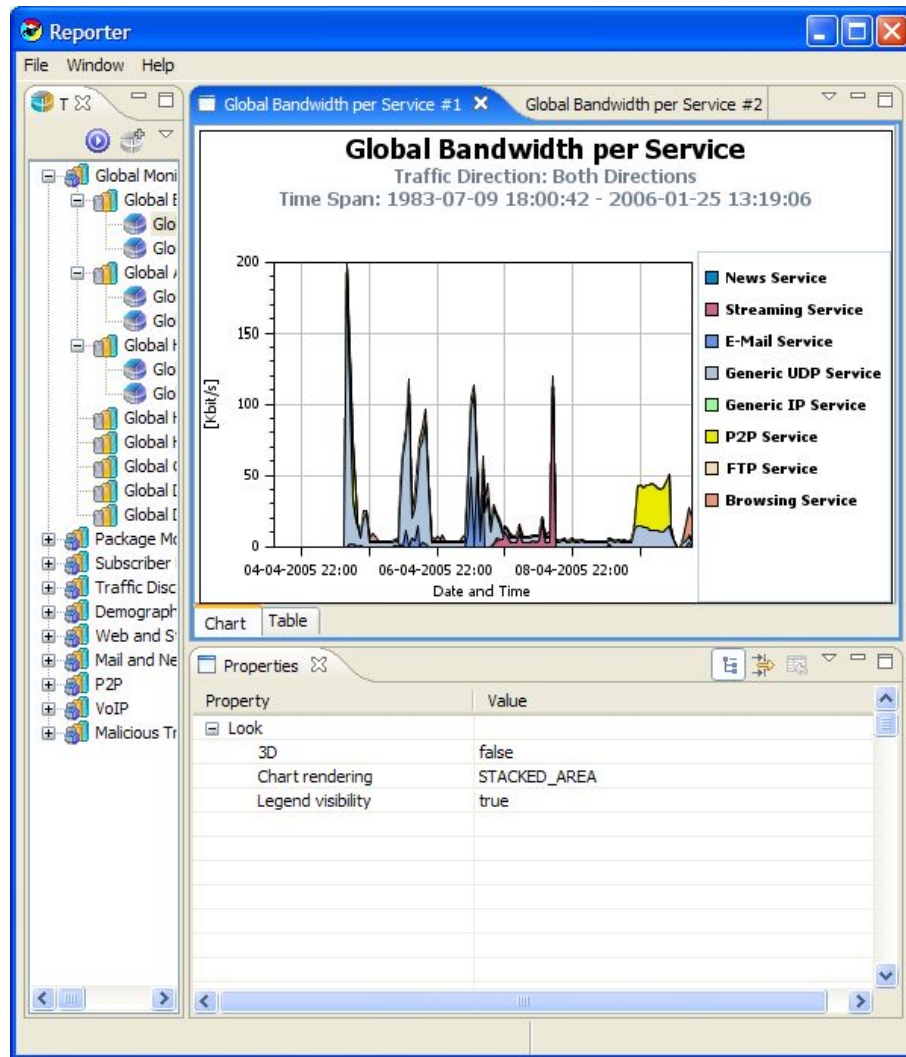 Reporter
File Window Help
T
Global Bandwidth per Service #1
Global Bandwidth per Service #2
Global Moni
Global B
Glo
Glo
Global A
Glo
Glo
Global H
Glo
Glo
Global H
Global H
Global C
Global D
Global D
Package Mo
Subscriber
Traffic Disc
Demograph
Web and St
Mail and Ne
P2P
VoIP
Malicious Tr
Global Bandwidth per Service
Traffic Direction: Both Directions
Time Span: 1983-07-09 18:00:42 - 2006-01-25 13:19:06
[Kbit/s]
200
150
100
50
0
04-04-2005 22:00 06-04-2005 22:00 08-04-2005 22:00
Date and Time
News Service
Streaming Service
E-Mail Service
Generic UDP Service
Generic IP Service
P2P Service
FTP Service
Browsing Service
Chart Table
Properties
Property Value
Look
3D false
Chart rendering STACKED_AREA
Legend visibility true